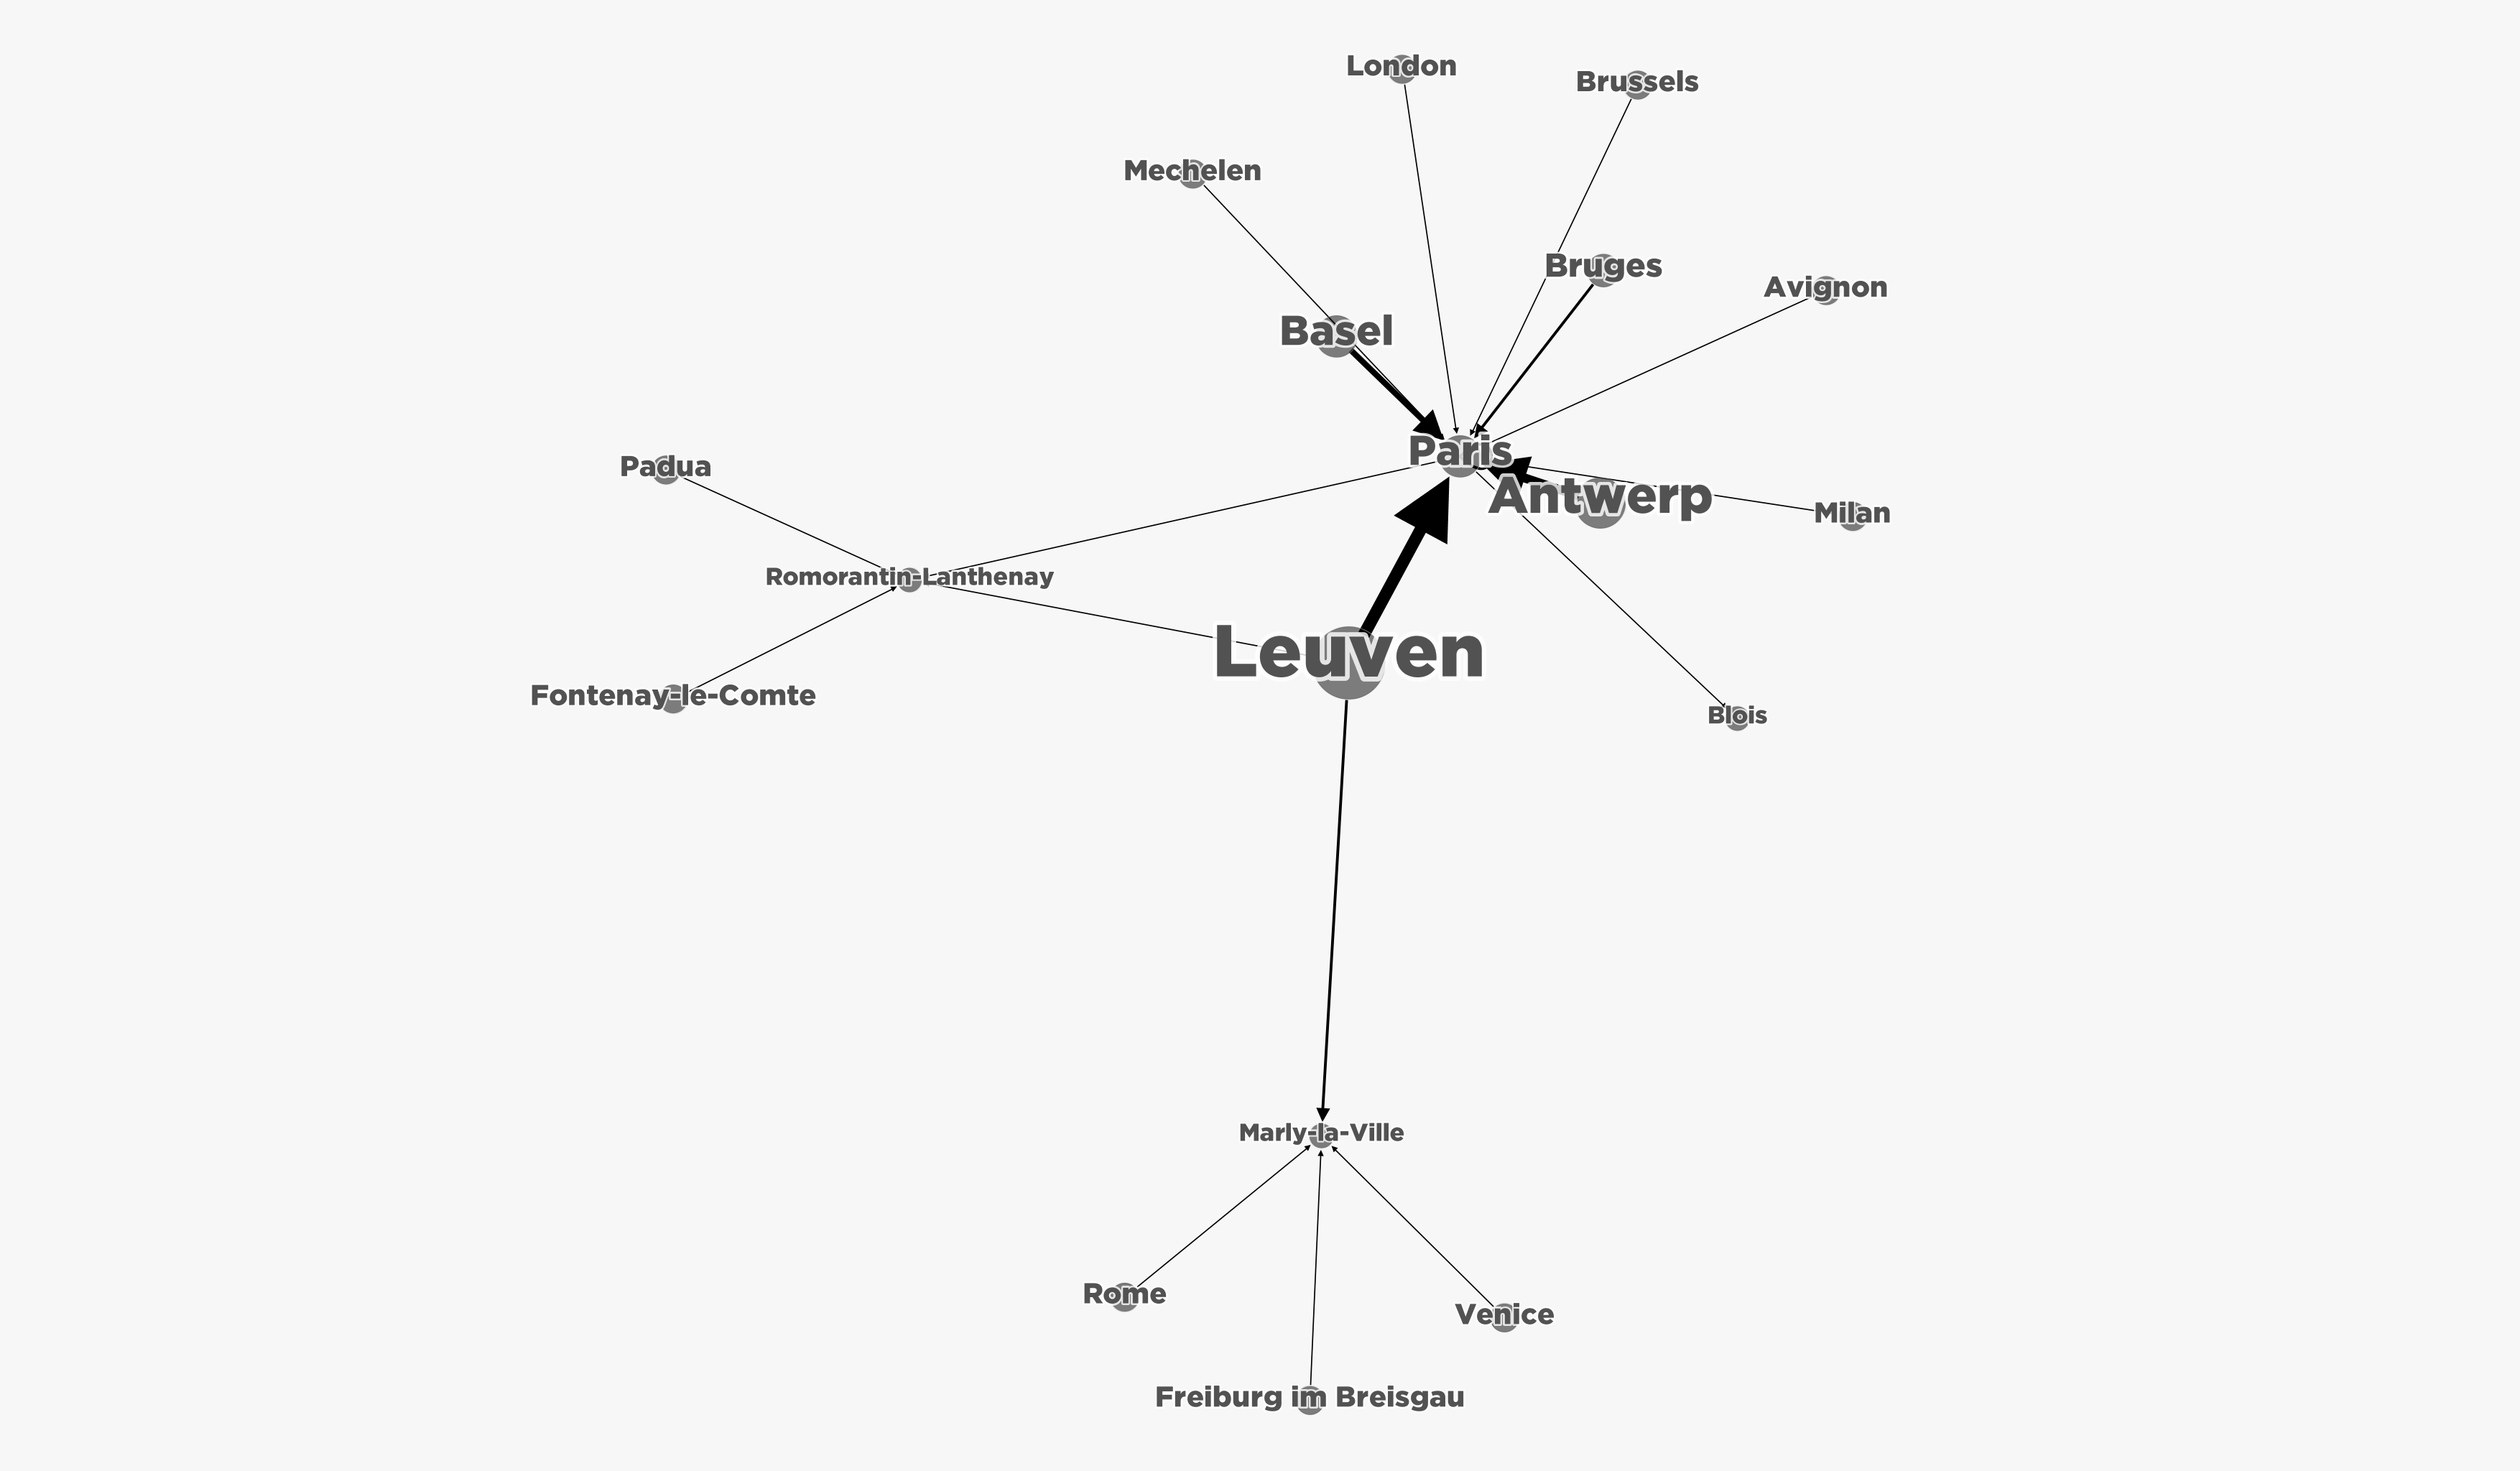 London
Brussels
Mechelen
Bruges
Avignon
Basel
Paris
Padua
Antwerp
Milan
Romorantin-Lanthenay
Leuven
Fontenay-le-Comte
Blois
Marly-la-Ville
Rome
Venice
Freiburg im Breisgau